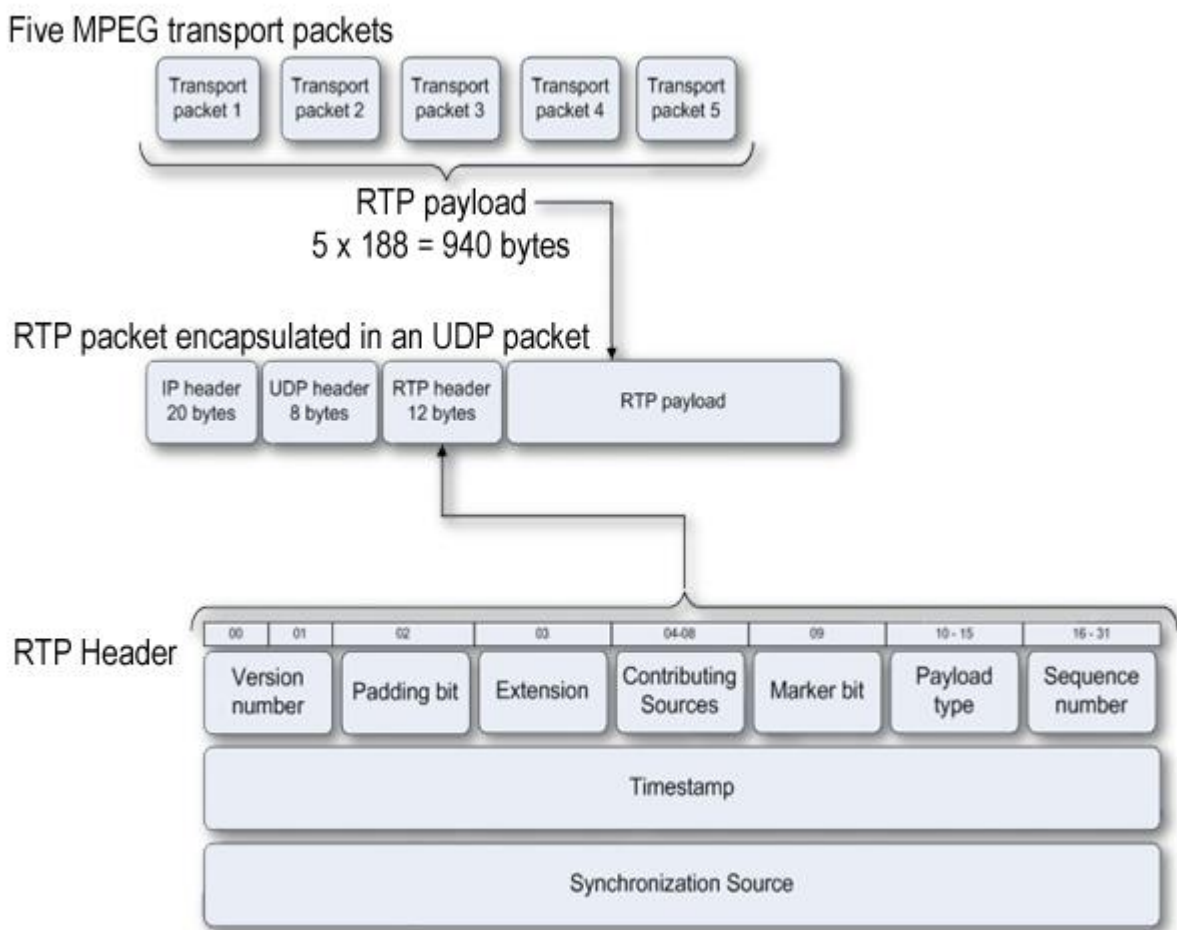 Five MPEG transport packets
Transport packet 1
Transport packet 2
Transport packet 3
Transport packet 4
Transport packet 5
RTP payload
5 x 188 = 940 bytes
RTP packet encapsulated in an UDP packet
IP header
20 bytes
UDP header
8 bytes
RTP header
12 bytes
RTP payload
RTP Header
00
01
02
03
04-08
09
10 - 15
16 - 31
Version number
Padding bit
Extension
Contributing Sources
Marker bit
Payload type
Sequence number
Timestamp
Synchronization Source